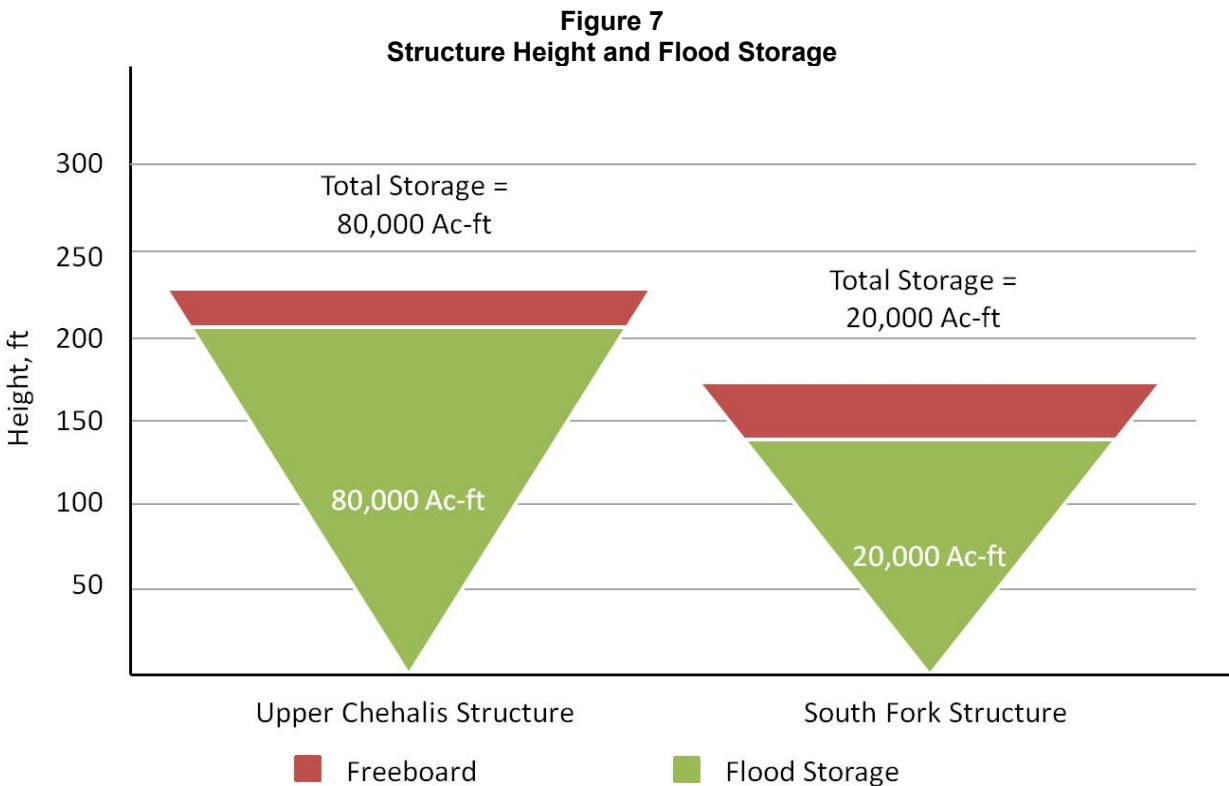 Figure 7
Structure Height and Flood Storage
300
250
200
150
100
50
Height, ft
Total Storage =
80,000 Ac-ft
Total Storage =
20,000 Ac-ft
80,000 Ac-ft
20,000 Ac-ft
Upper Chehalis Structure
South Fork Structure
Freeboard
Flood Storage